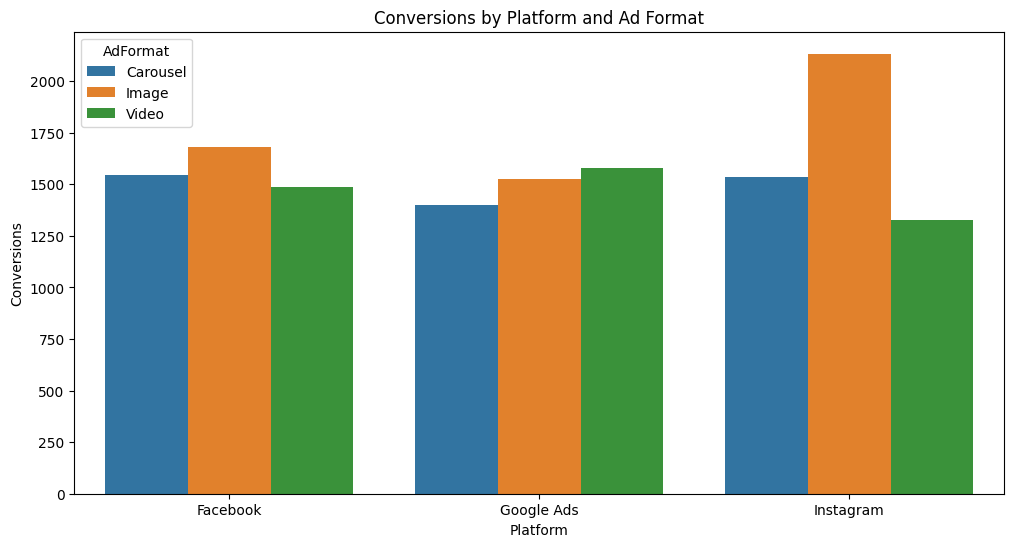 Conversions by Platform and Ad Format
AdFormat
Carousel
Image
Video
2000
1750
1500
1250
1000
750
500
250
0
Conversions
Facebook
Google Ads
Instagram
Platform